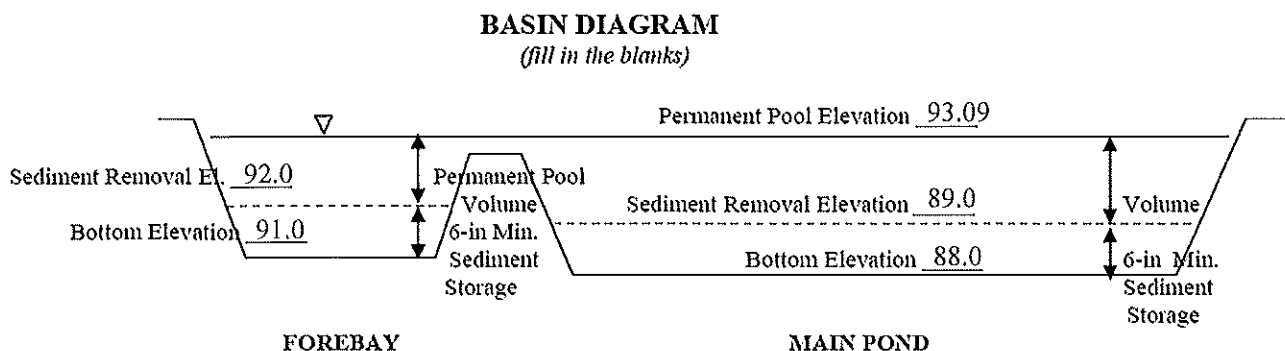 BASIN DIAGRAM
(fill in the blanks)
Permanent Pool Elevation 93.09
Sediment Removal El. 92.0
Permanent Pool
Volume
Sediment Removal Elevation 89.0
Volume
Bottom Elevation 91.0
6-in Min.
Sediment
Storage
Bottom Elevation 88.0
6-in Min.
Sediment
Storage
FOREBAY
MAIN POND